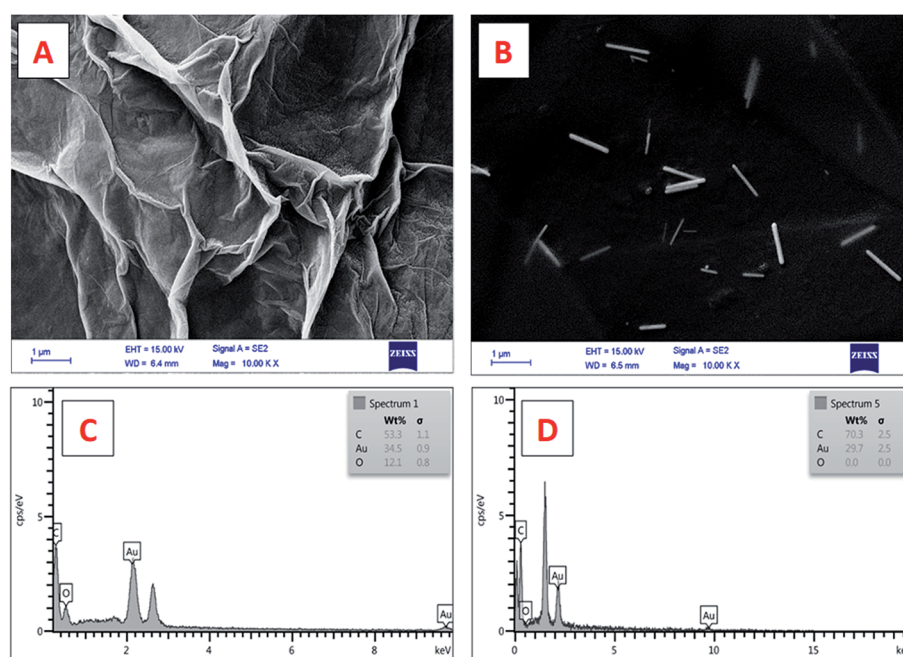 A
1 µm
EHT = 15.00 kV
WD = 6.4 mm
Signal A = SE2
Mag = 10.00 K X
ZEISS
B
1 µm
EHT = 15.00 kV
WD = 6.5 mm
Signal A = SE2
Mag = 10.00 K X
ZEISS
C
Spectrum 1
Wt% σ
C 53.3 1.1
Au 34.5 0.9
O 12.1 0.8
cps/eV
10
5
0
C
O
Au
Au
2 4 6 8 keV
D
Spectrum 5
Wt% σ
C 70.3 2.5
Au 29.7 2.5
O 0.0 0.0
cps/eV
10
5
0
C
O
Au
Au
0 5 10 15